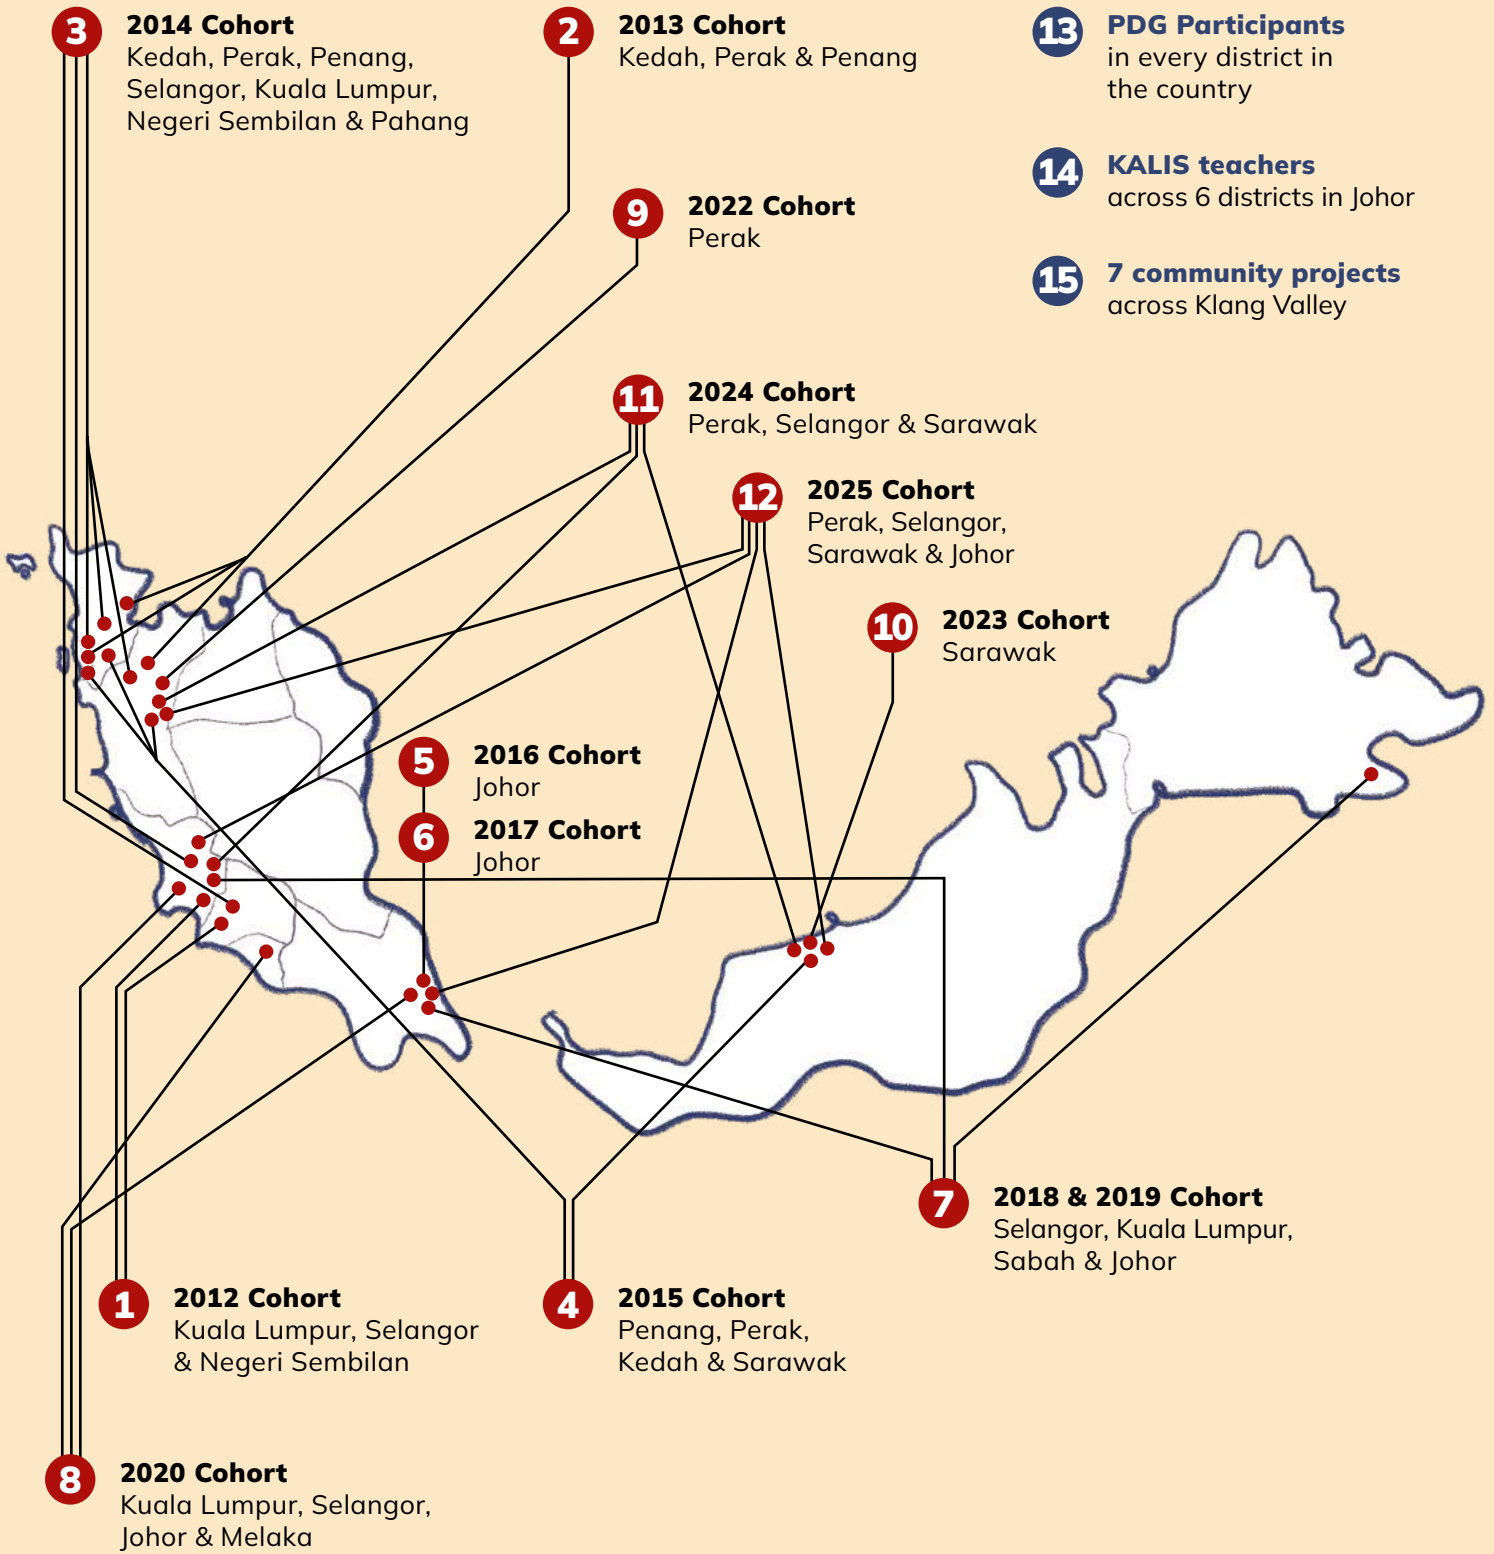 3
2014 Cohort
Kedah, Perak, Penang,
Selangor, Kuala Lumpur,
Negeri Sembilan & Pahang
2
2013 Cohort
Kedah, Perak & Penang
13
PDG Participants
in every district in
the country
14
KALIS teachers
across 6 districts in Johor
9
2022 Cohort
Perak
15
7 community projects
across Klang Valley
11
2024 Cohort
Perak, Selangor & Sarawak
12
2025 Cohort
Perak, Selangor,
Sarawak & Johor
10
2023 Cohort
Sarawak
5
2016 Cohort
Johor
6
2017 Cohort
Johor
7
2018 & 2019 Cohort
Selangor, Kuala Lumpur,
Sabah & Johor
1
2012 Cohort
Kuala Lumpur, Selangor
& Negeri Sembilan
4
2015 Cohort
Penang, Perak,
Kedah & Sarawak
8
2020 Cohort
Kuala Lumpur, Selangor,
Johor & Melaka